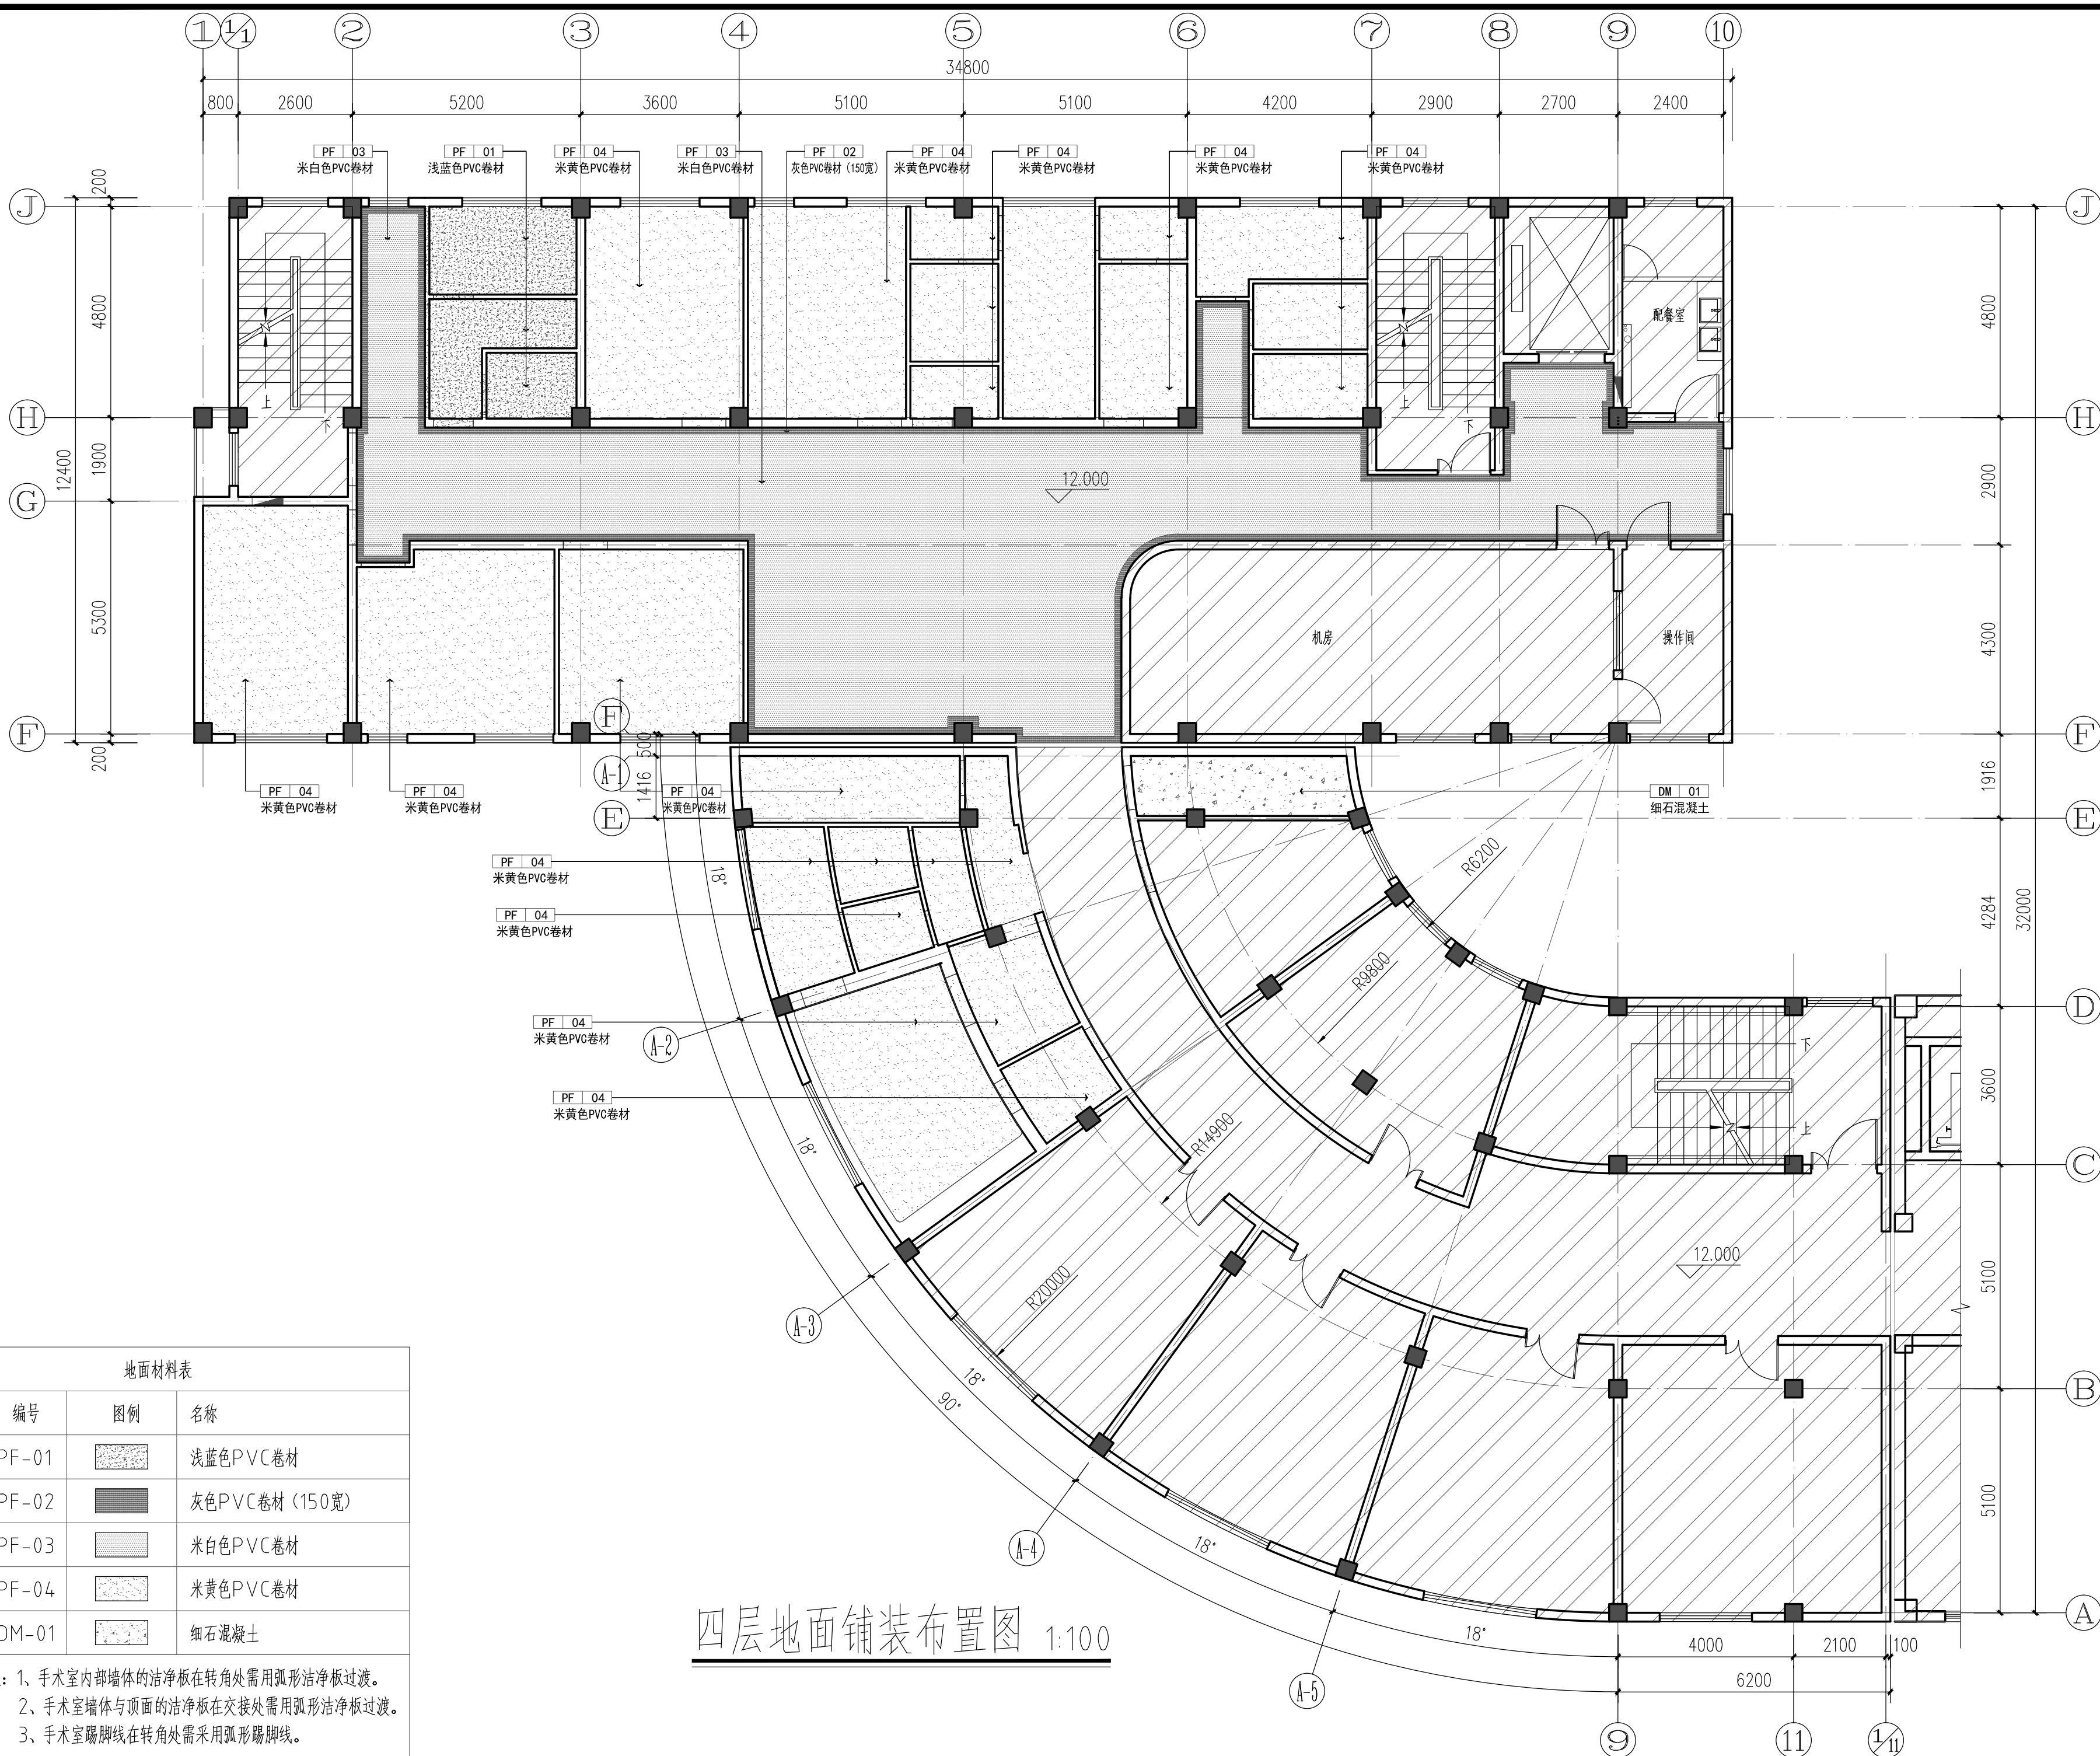 1 1/1 2 3 4 5 6 7 8 9 10
34800
800 2600 5200 3600 5100 5100 4200 2900 2700 2400
PF 03
米白色PVC卷材
PF 01
浅蓝色PVC卷材
PF 04
米黄色PVC卷材
PF 03
米白色PVC卷材
PF 02
灰色PVC卷材（150宽）
PF 04
米黄色PVC卷材
PF 04
米黄色PVC卷材
PF 04
米黄色PVC卷材
PF 04
米黄色PVC卷材
J
H
G
F
200
4800
1900
5300
200
12400
J
H
F
E
D
C
B
A
4800
2900
4300
1916
4284
3600
5100
5100
32000
上
下
上
下
配餐室
12.000
机房
操作间
F
A-1
E
500
1416
PF 04
米黄色PVC卷材
PF 04
米黄色PVC卷材
PF 04
米黄色PVC卷材
DM 01
细石混凝土
PF 04
米黄色PVC卷材
PF 04
米黄色PVC卷材
PF 04
米黄色PVC卷材
PF 04
米黄色PVC卷材
18°
18°
18°
18°
18°
90°
R6200
R9800
R14900
R20000
A-2
A-3
A-4
A-5
下
上
12.000
4000 2100 100
6200
9 11 1/11
地面材料表
编号 图例 名称
PF-01 浅蓝色PVC卷材
PF-02 灰色PVC卷材（150宽）
PF-03 米白色PVC卷材
PF-04 米黄色PVC卷材
DM-01 细石混凝土
：1、手术室内部墙体的洁净板在转角处需用弧形洁净板过渡。
2、手术室墙体与顶面的洁净板在交接处需用弧形洁净板过渡。
3、手术室踢脚线在转角处需采用弧形踢脚线。
四层地面铺装布置图 1:100